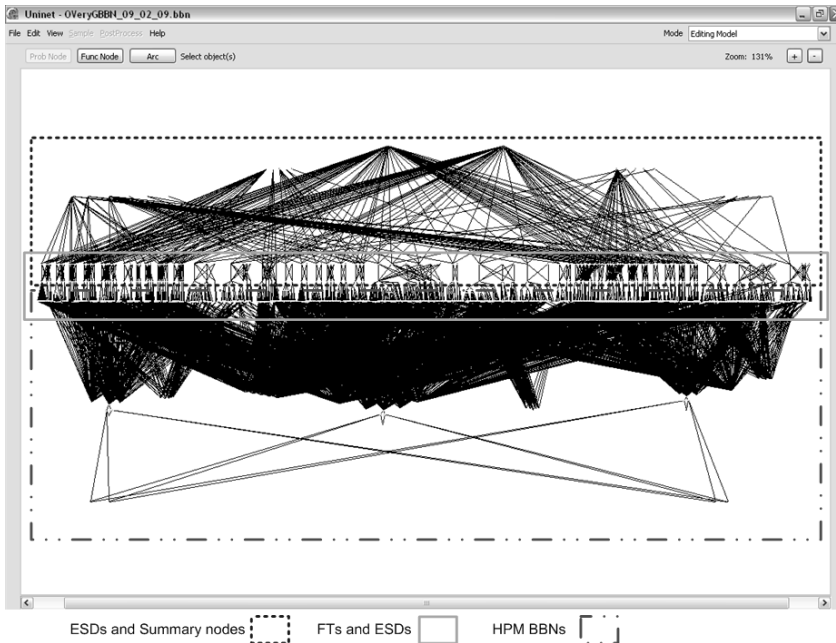 Uninet - OVeryGBBN_09_02_09.bbn
File Edit View Sample PostProcess Help
Mode Editing Model
Prob Node Func Node Arc Select object(s)
Zoom: 131% + -
ESDs and Summary nodes FTs and ESDs HPM BBNs